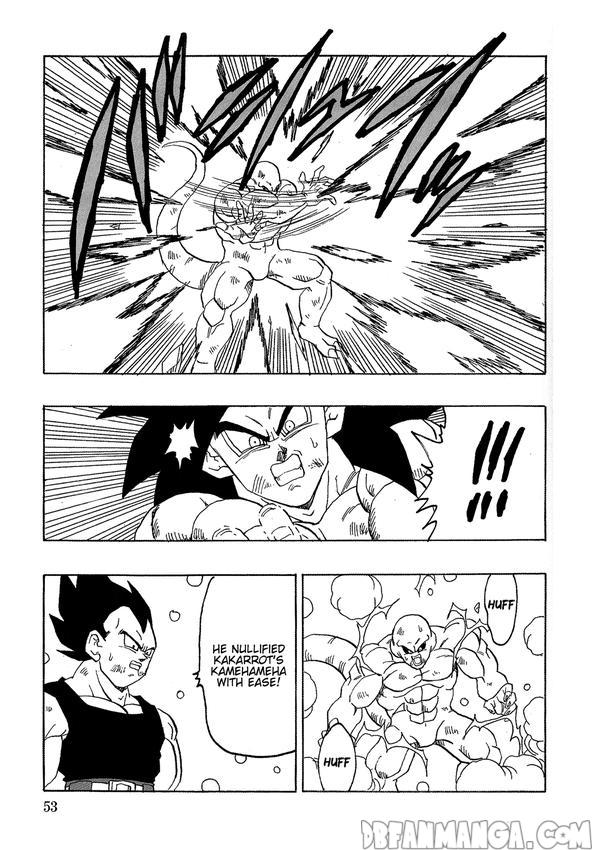 !!!
HUFF
HUFF
HE NULLIFIED
KAKARROT'S
KAMEHAMEHA
WITH EASE!
53
DBFANMANGA.COM